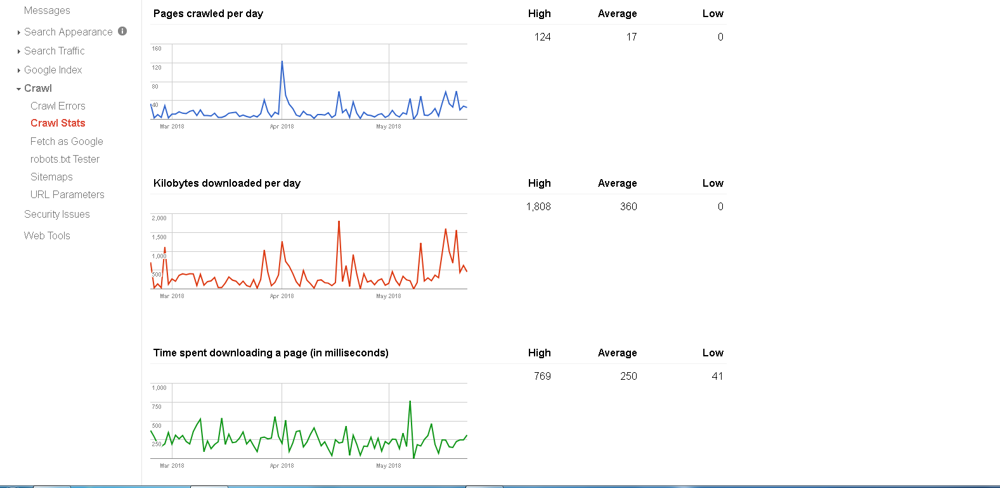 Messages
Search Appearance
Search Traffic
Google Index
Crawl
Crawl Errors
Crawl Stats
Fetch as Google
robots.txt Tester
Sitemaps
URL Parameters
Security Issues
Web Tools
Pages crawled per day High Average Low
124 17 0
160
120
80
40
Mar 2018 Apr 2018 May 2018
Kilobytes downloaded per day High Average Low
1,808 360 0
2,000
1,500
1,000
500
Mar 2018 Apr 2018 May 2018
Time spent downloading a page (in milliseconds) High Average Low
769 250 41
1,000
750
500
250
Mar 2018 Apr 2018 May 2018